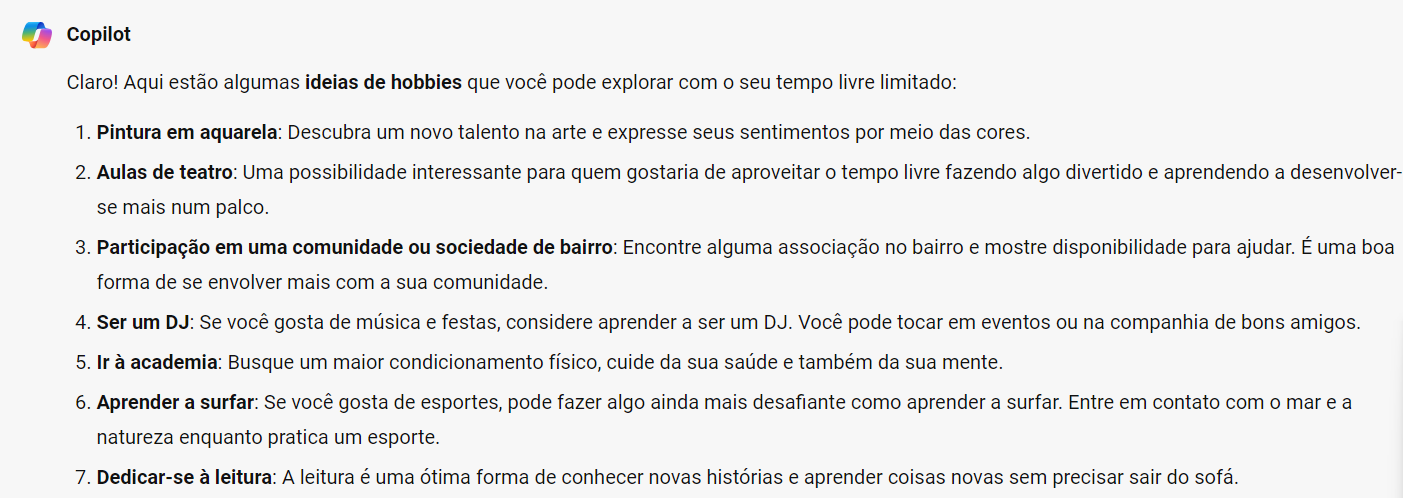 Copilot
Claro! Aqui estão algumas ideias de hobbies que você pode explorar com o seu tempo livre limitado:
1. Pintura em aquarela: Descubra um novo talento na arte e expresse seus sentimentos por meio das cores.
2. Aulas de teatro: Uma possibilidade interessante para quem gostaria de aproveitar o tempo livre fazendo algo divertido e aprendendo a desenvolver-
se mais num palco.
3. Participação em uma comunidade ou sociedade de bairro: Encontre alguma associação no bairro e mostre disponibilidade para ajudar. É uma boa
forma de se envolver mais com a sua comunidade.
4. Ser um DJ: Se você gosta de música e festas, considere aprender a ser um DJ. Você pode tocar em eventos ou na companhia de bons amigos.
5. Ir à academia: Busque um maior condicionamento físico, cuide da sua saúde e também da sua mente.
6. Aprender a surfar: Se você gosta de esportes, pode fazer algo ainda mais desafiante como aprender a surfar. Entre em contato com o mar e a
natureza enquanto pratica um esporte.
7. Dedicar-se à leitura: A leitura é uma ótima forma de conhecer novas histórias e aprender coisas novas sem precisar sair do sofá.